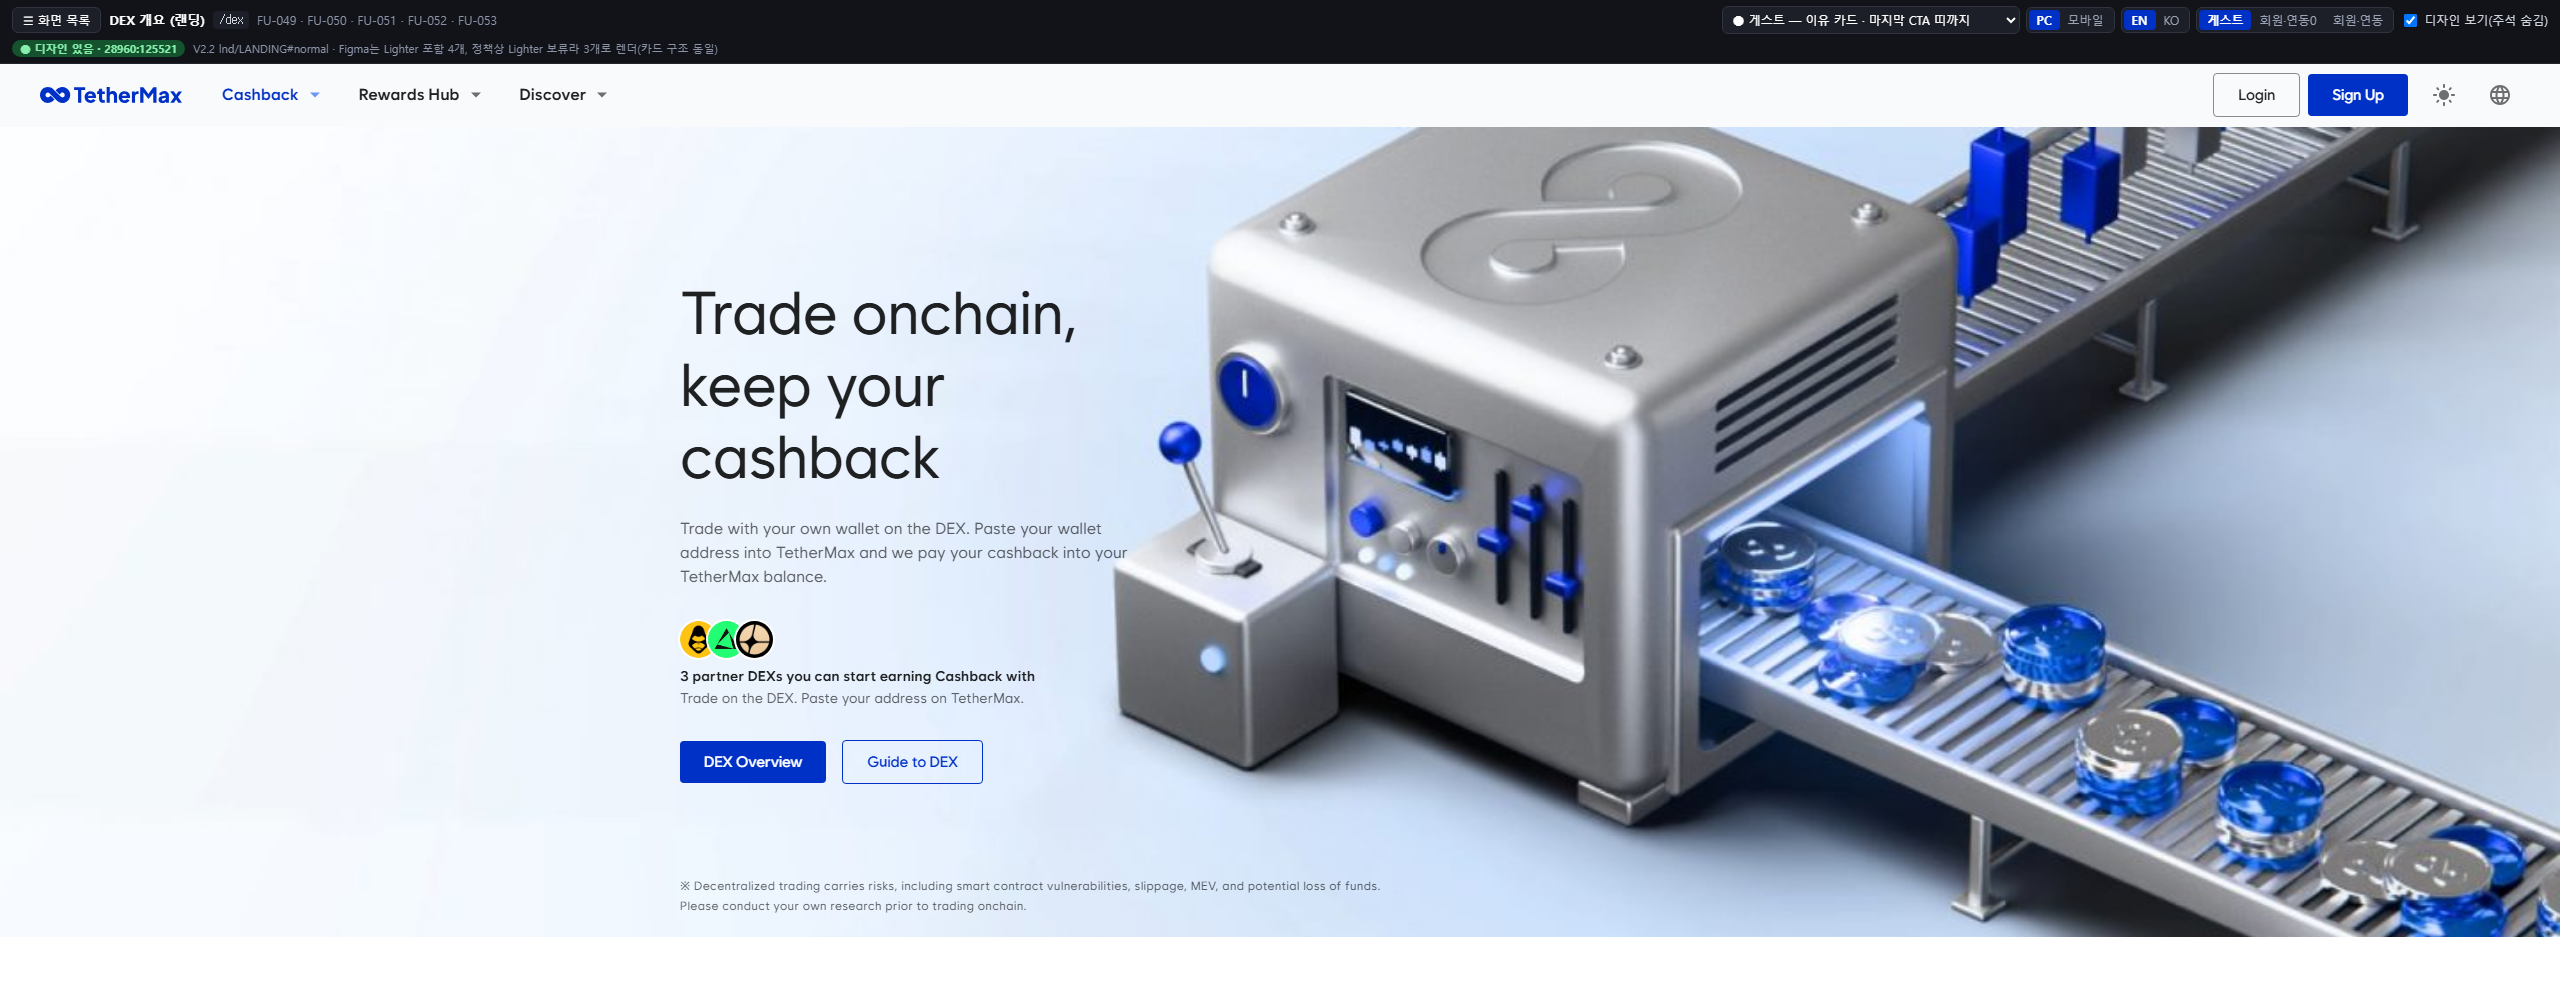 ☰ 화면 목록 DEX 개요 (랜딩) /dex FU-049 · FU-050 · FU-051 · FU-052 · FU-053
● 게스트 — 이유 카드 · 마지막 CTA 띠까지 PC 모바일 EN KO 게스트 회원·연동0 회원·연동 디자인 보기(주석 숨김)
● 디자인 있음 · 28960:125521 V2.2 lnd/LANDING#normal · Figma는 Lighter 포함 4개, 정책상 Lighter 보류라 3개로 렌더(카드 구조 동일)
TetherMax Cashback Rewards Hub Discover Login Sign Up
Trade onchain,
keep your
cashback
Trade with your own wallet on the DEX. Paste your wallet
address into TetherMax and we pay your cashback into your
TetherMax balance.
3 partner DEXs you can start earning Cashback with
Trade on the DEX. Paste your address on TetherMax.
DEX Overview Guide to DEX
※ Decentralized trading carries risks, including smart contract vulnerabilities, slippage, MEV, and potential loss of funds.
Please conduct your own research prior to trading onchain.